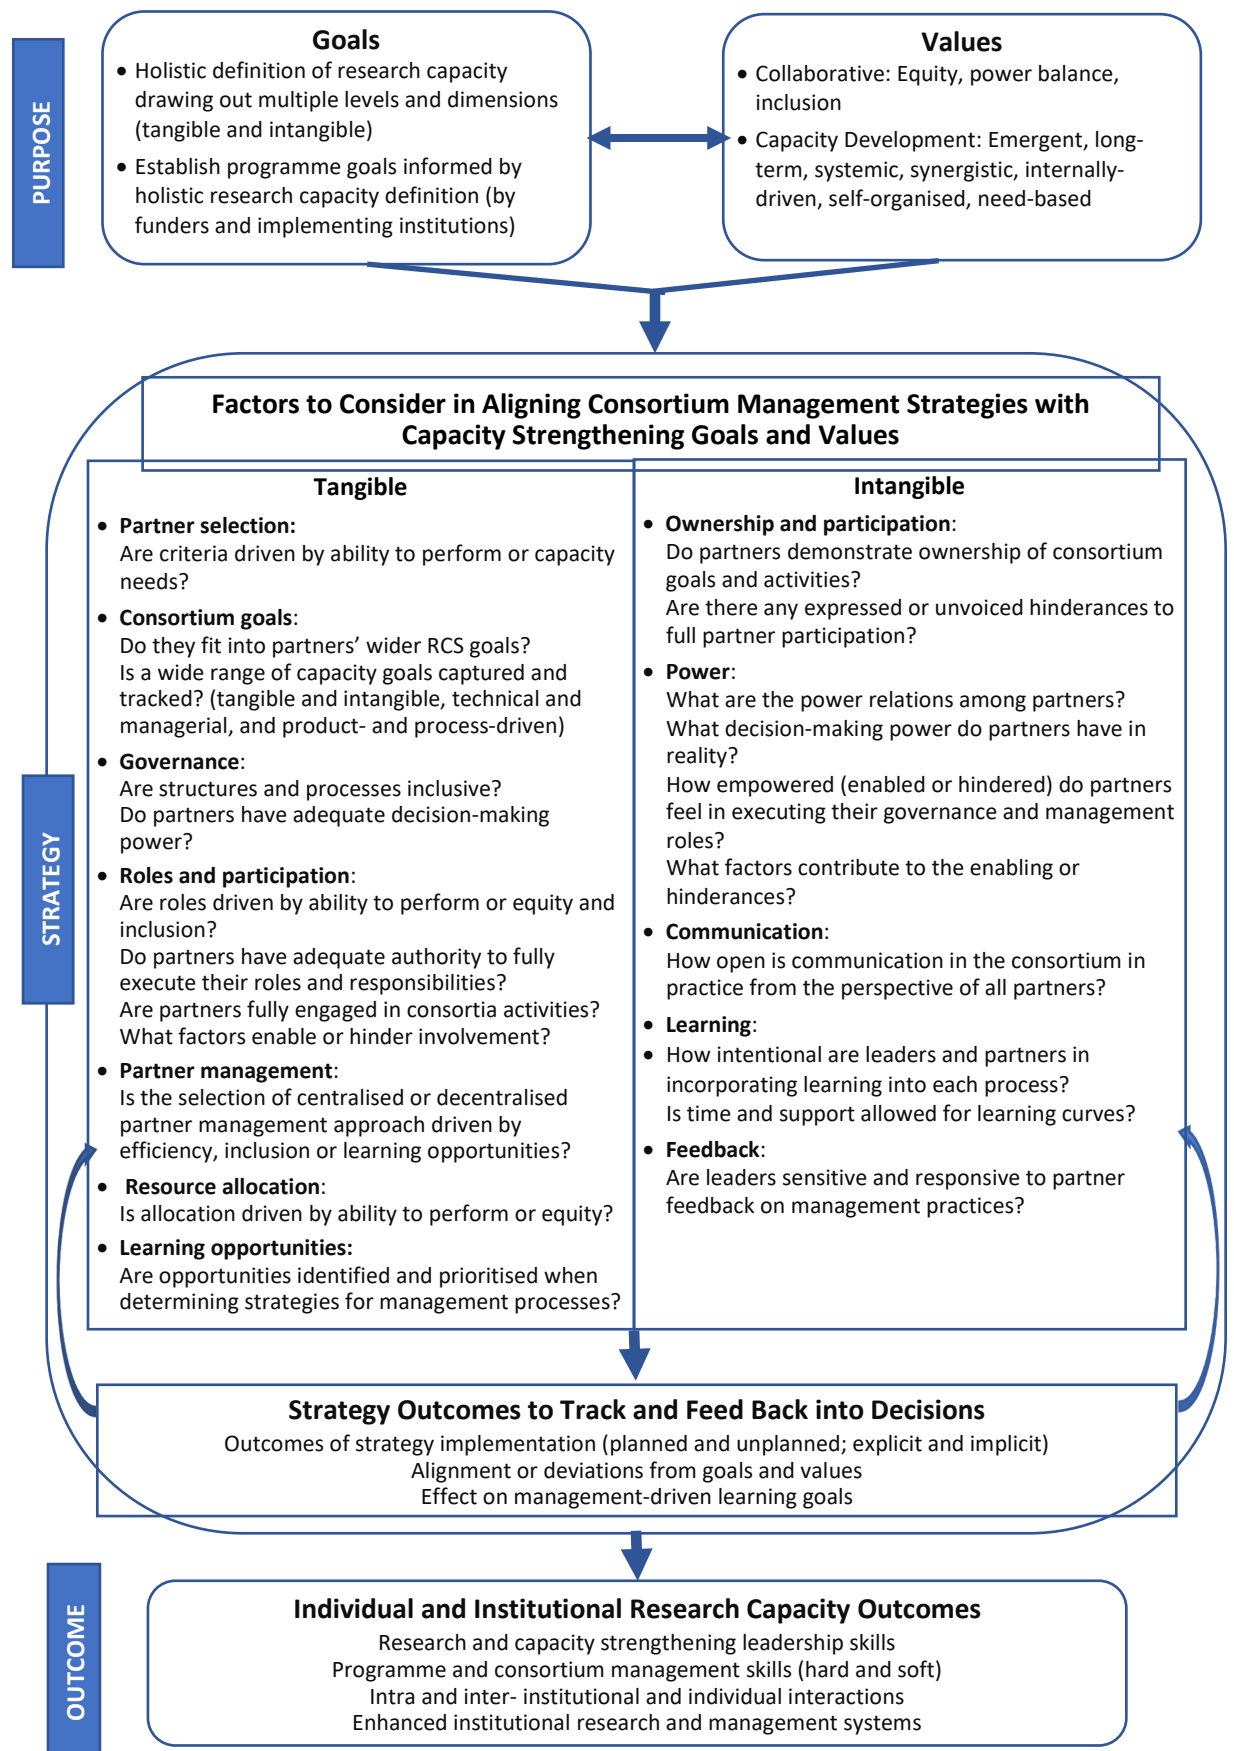 PURPOSE
Goals
• Holistic definition of research capacity
drawing out multiple levels and dimensions
(tangible and intangible)
• Establish programme goals informed by
holistic research capacity definition (by
funders and implementing institutions)
Values
• Collaborative: Equity, power balance,
inclusion
• Capacity Development: Emergent, long-
term, systemic, synergistic, internally-
driven, self-organised, need-based
STRATEGY
Factors to Consider in Aligning Consortium Management Strategies with
Capacity Strengthening Goals and Values
Tangible
• Partner selection:
Are criteria driven by ability to perform or capacity
needs?
• Consortium goals:
Do they fit into partners’ wider RCS goals?
Is a wide range of capacity goals captured and
tracked? (tangible and intangible, technical and
managerial, and product- and process-driven)
• Governance:
Are structures and processes inclusive?
Do partners have adequate decision-making
power?
• Roles and participation:
Are roles driven by ability to perform or equity and
inclusion?
Do partners have adequate authority to fully
execute their roles and responsibilities?
Are partners fully engaged in consortia activities?
What factors enable or hinder involvement?
• Partner management:
Is the selection of centralised or decentralised
partner management approach driven by
efficiency, inclusion or learning opportunities?
• Resource allocation:
Is allocation driven by ability to perform or equity?
• Learning opportunities:
Are opportunities identified and prioritised when
determining strategies for management processes?
Intangible
• Ownership and participation:
Do partners demonstrate ownership of consortium
goals and activities?
Are there any expressed or unvoiced hinderances to
full partner participation?
• Power:
What are the power relations among partners?
What decision-making power do partners have in
reality?
How empowered (enabled or hindered) do partners
feel in executing their governance and management
roles?
What factors contribute to the enabling or
hinderances?
• Communication:
How open is communication in the consortium in
practice from the perspective of all partners?
• Learning:
• How intentional are leaders and partners in
incorporating learning into each process?
Is time and support allowed for learning curves?
• Feedback:
Are leaders sensitive and responsive to partner
feedback on management practices?
Strategy Outcomes to Track and Feed Back into Decisions
Outcomes of strategy implementation (planned and unplanned; explicit and implicit)
Alignment or deviations from goals and values
Effect on management-driven learning goals
OUTCOME
Individual and Institutional Research Capacity Outcomes
Research and capacity strengthening leadership skills
Programme and consortium management skills (hard and soft)
Intra and inter- institutional and individual interactions
Enhanced institutional research and management systems